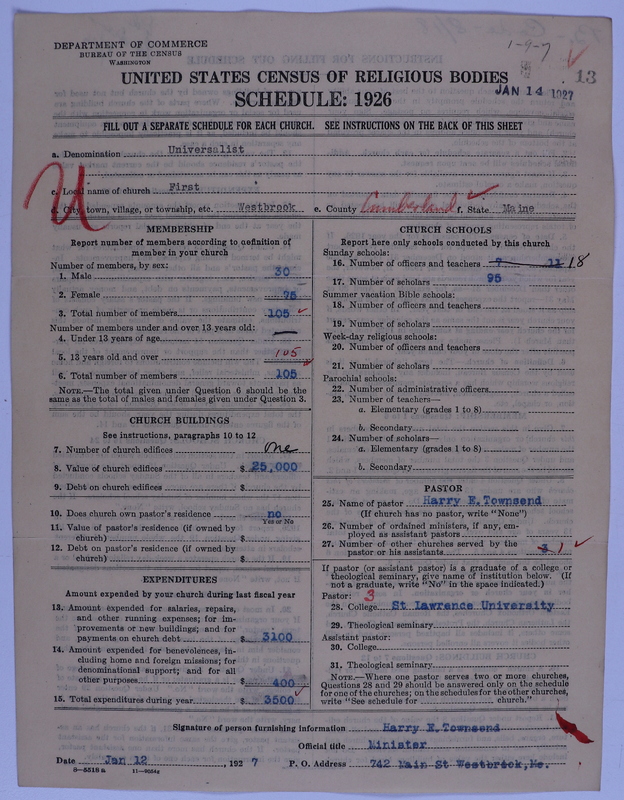 DEPARTMENT OF COMMERCE
BUREAU OF THE CENSUS
WASHINGTON
1-9-7
13
UNITED STATES CENSUS OF RELIGIOUS BODIES
SCHEDULE: 1926
JAN 14 1927
FILL OUT A SEPARATE SCHEDULE FOR EACH CHURCH. SEE INSTRUCTIONS ON THE BACK OF THIS SHEET
a. Denomination Universalist
U
c. Local name of church First
d. City, town, village, or township, etc. Westbrook e. County Cumberland f. State Maine
MEMBERSHIP
Report number of members according to definition of
member in your church
Number of members, by sex:
1. Male 30
2. Female 75
3. Total number of members 105
Number of members under and over 13 years old:
4. Under 13 years of age —
5. 13 years old and over 105
6. Total number of members 105
NOTE.—The total given under Question 6 should be the
same as the total of males and females given under Question 3.
CHURCH BUILDINGS
See instructions, paragraphs 10 to 12
7. Number of church edifices one
8. Value of church edifices $ 25,000
9. Debt on church edifices $
10. Does church own pastor's residence no
Yes or No
11. Value of pastor's residence (if owned by
church) $
12. Debt on pastor's residence (if owned by
church) $
EXPENDITURES
Amount expended by your church during last fiscal year
13. Amount expended for salaries, repairs,
and other running expenses; for im-
provements or new buildings; and for
payments on church debt $ 3100
14. Amount expended for benevolences, in-
cluding home and foreign missions; for
denominational support; and for all
other purposes $ 400
15. Total expenditures during year $ 3500
CHURCH SCHOOLS
Report here only schools conducted by this church
Sunday schools:
16. Number of officers and teachers 7 11 18
17. Number of scholars 95
Summer vacation Bible schools:
18. Number of officers and teachers
19. Number of scholars
Week-day religious schools:
20. Number of officers and teachers
21. Number of scholars
Parochial schools:
22. Number of administrative officers
23. Number of teachers—
a. Elementary (grades 1 to 8)
b. Secondary
24. Number of scholars—
a. Elementary (grades 1 to 8)
b. Secondary
PASTOR
25. Name of pastor Harry E. Townsend
(If church has no pastor, write "None")
26. Number of ordained ministers, if any, em-
ployed as assistant pastors
27. Number of other churches served by the
pastor or his assistants 1
If pastor (or assistant pastor) is a graduate of a college or
theological seminary, give name of institution below. (If
not a graduate, write "No" in the space indicated.)
Pastor: 3
28. College St Lawrence University
29. Theological seminary
Assistant pastor:
30. College
31. Theological seminary
NOTE.—Where one pastor serves two or more churches,
Questions 28 and 29 should be answered only on the schedule
for one of the churches; on the schedules for the other churches,
write "See schedule for church."
Signature of person furnishing information Harry E. Townsend
Official title Minister
Date Jan 12, 1927 P. O. Address 742 Main St Westbrook, Me.
8-5518 a 11-9554g